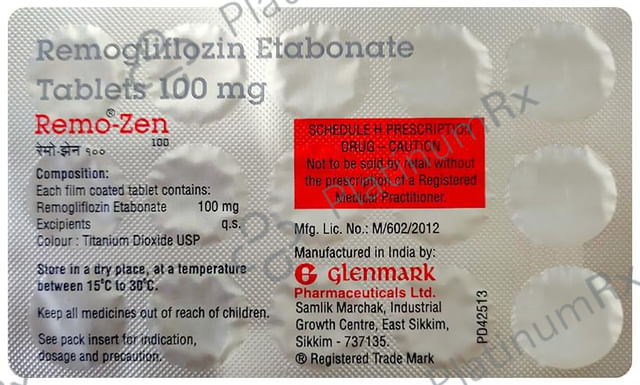 Remogliflozin Etabonate
Tablets 100 mg
Remo-Zen®
100
रेमो-झेन १००
Composition:
Each film coated tablet contains:
Remogliflozin Etabonate 100 mg
Excipients q.s.
Colour : Titanium Dioxide USP
Store in a dry place, at a temperature
between 15°C to 30°C.
Keep all medicines out of reach of children.
See pack insert for indication,
dosage and precaution.
SCHEDULE H PRESCRIPTION
DRUG – CAUTION
Not to be sold by retail without
the prescription of a Registered
Medical Practitioner.
Mfg. Lic. No.: M/602/2012
Manufactured in India by:
G glenmark
Pharmaceuticals Ltd.
Samlik Marchak, Industrial
Growth Centre, East Sikkim,
Sikkim - 737135.
® Registered Trade Mark
PD42513
PlatinumRx
PlatinumRx
PlatinumRx